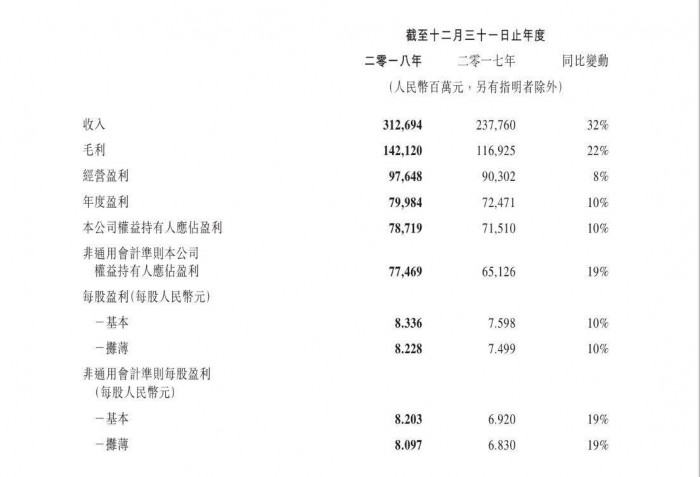 截至十二月三十一日止年度
二零一八年 二零一七年 同比變動
(人民幣百萬元，另有指明者除外)
收入 312,694 237,760 32%
毛利 142,120 116,925 22%
經營盈利 97,648 90,302 8%
年度盈利 79,984 72,471 10%
本公司權益持有人應佔盈利 78,719 71,510 10%
非通用會計準則本公司
權益持有人應佔盈利 77,469 65,126 19%
每股盈利(每股人民幣元)
－基本 8.336 7.598 10%
－攤薄 8.228 7.499 10%
非通用會計準則每股盈利
(每股人民幣元)
－基本 8.203 6.920 19%
－攤薄 8.097 6.830 19%